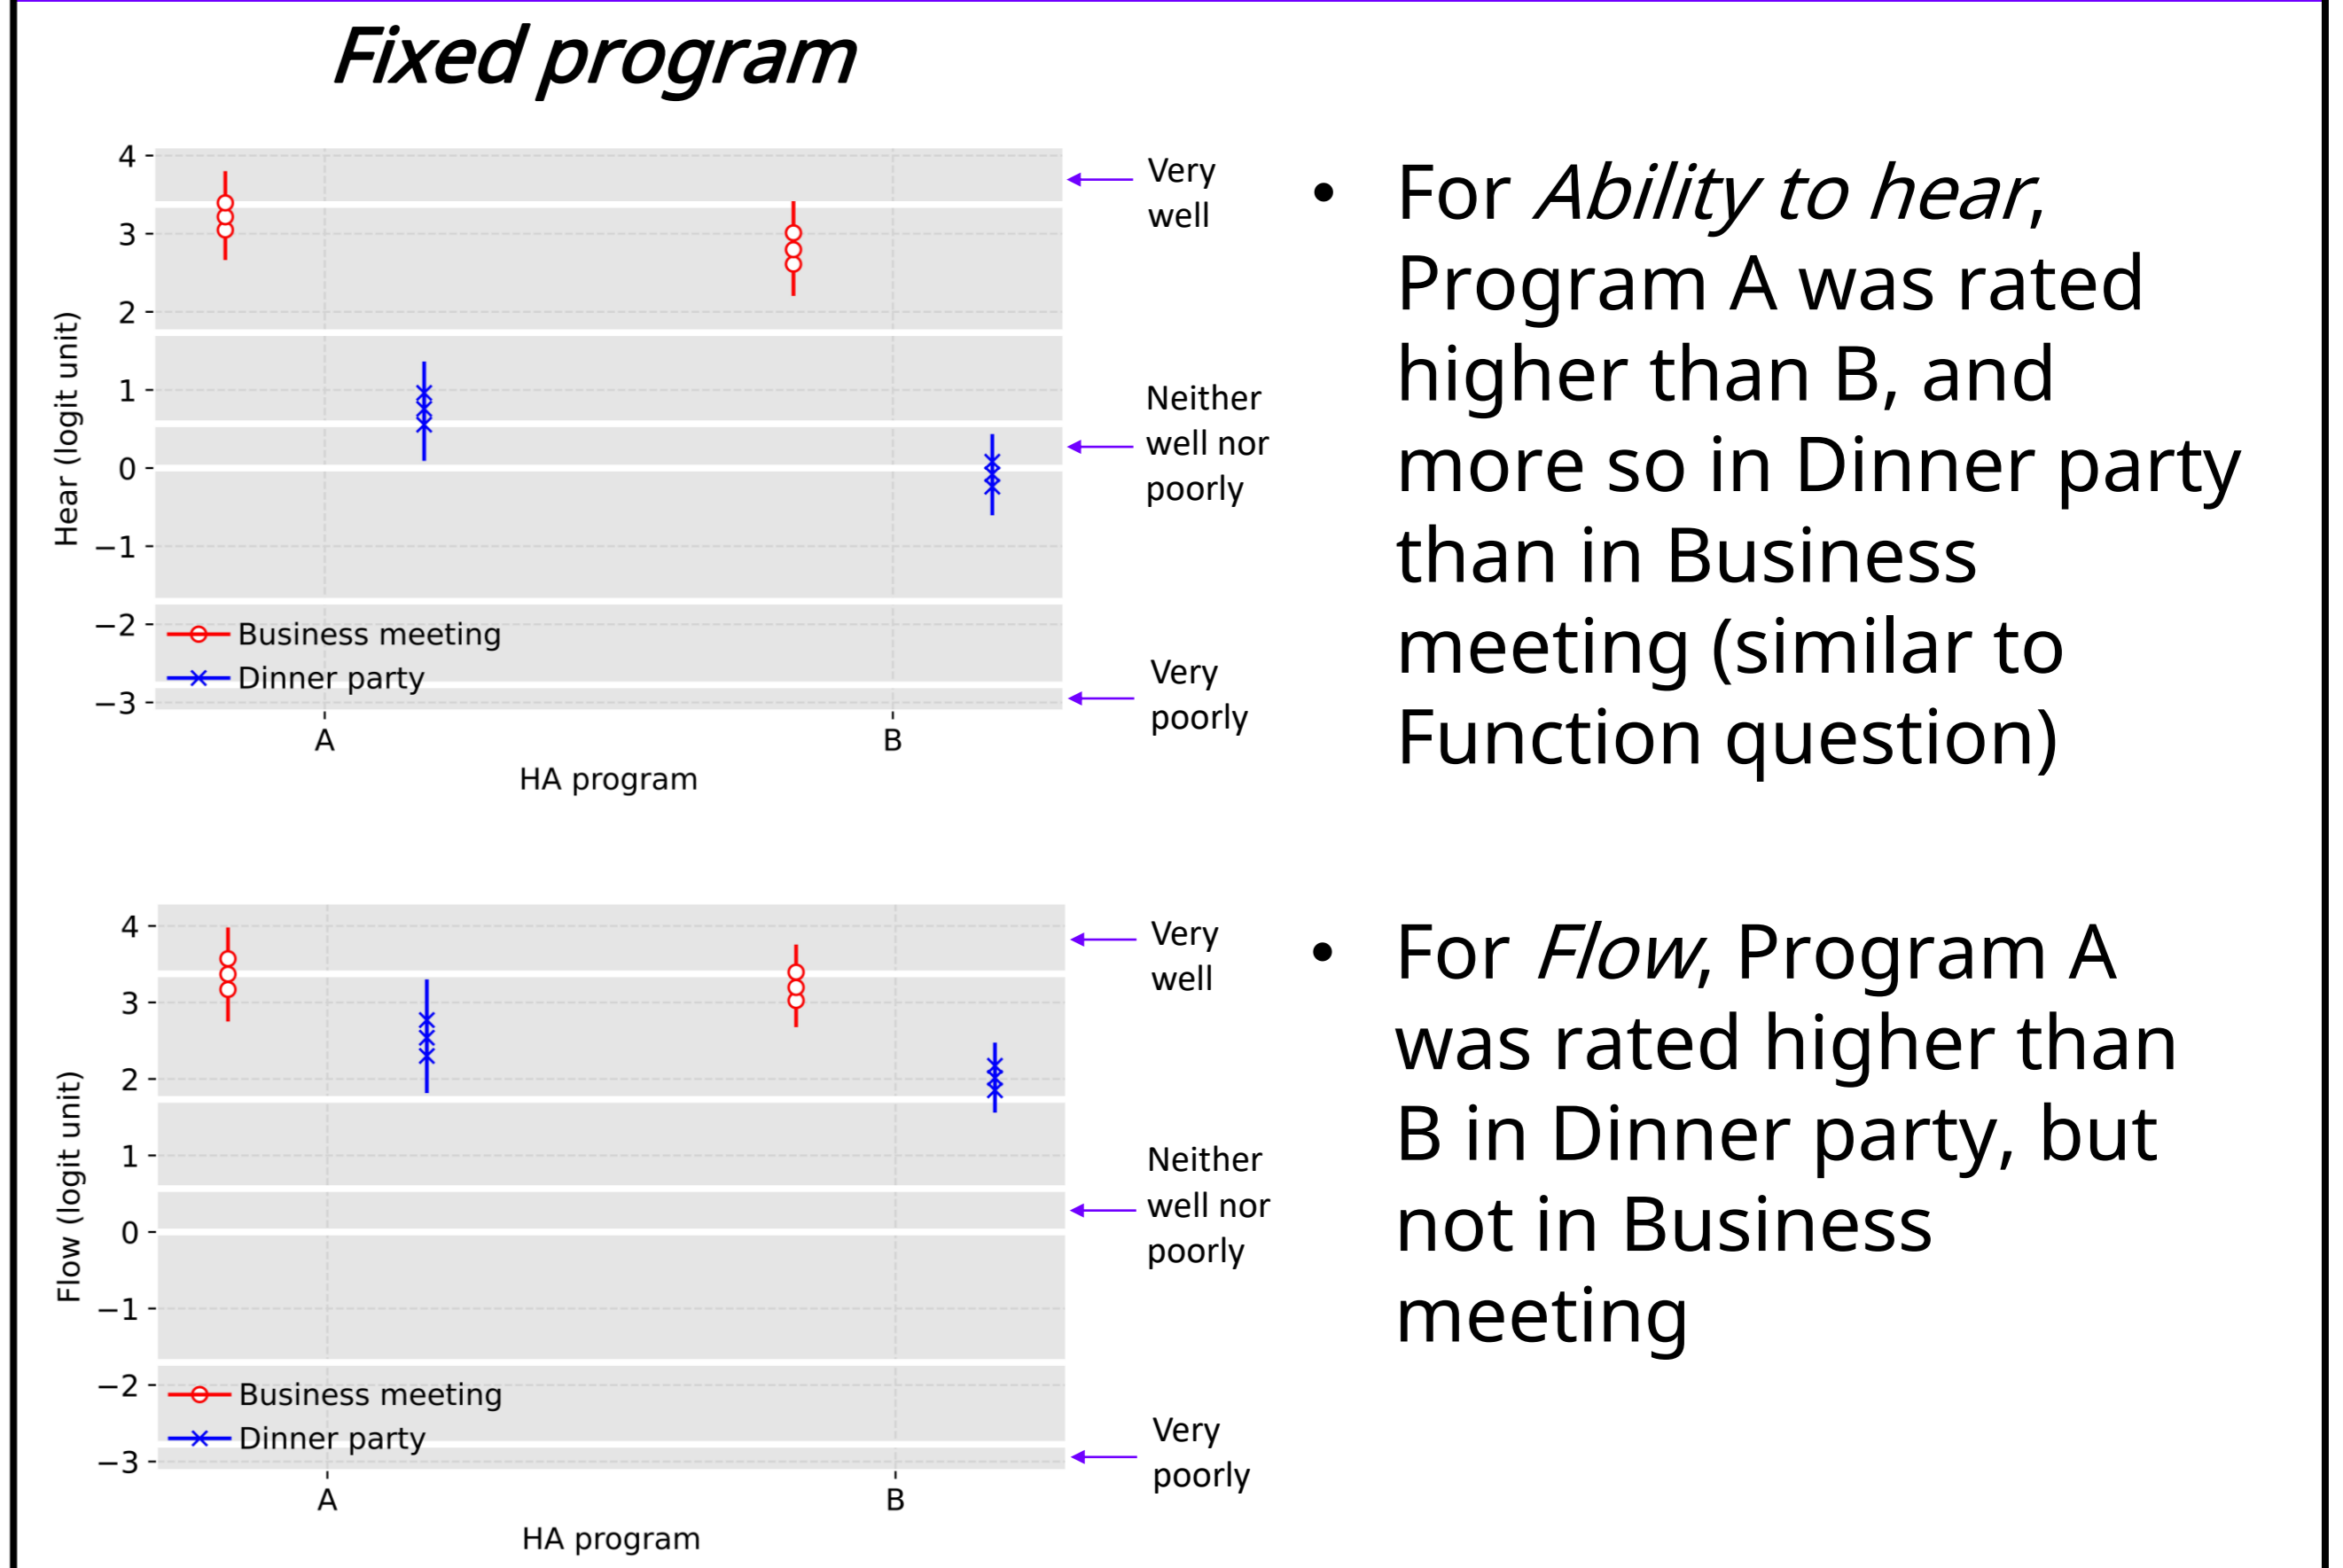 Fixed program
4
3
2
1
0
−1
−2
−3
Hear (logit unit)
Business meeting
Dinner party
A
B
HA program
Very
well
Neither
well nor
poorly
Very
poorly
• For Ability to hear,
Program A was rated
higher than B, and
more so in Dinner party
than in Business
meeting (similar to
Function question)
4
3
2
1
0
−1
−2
−3
Flow (logit unit)
Business meeting
Dinner party
A
B
HA program
Very
well
Neither
well nor
poorly
Very
poorly
• For Flow, Program A
was rated higher than
B in Dinner party, but
not in Business
meeting